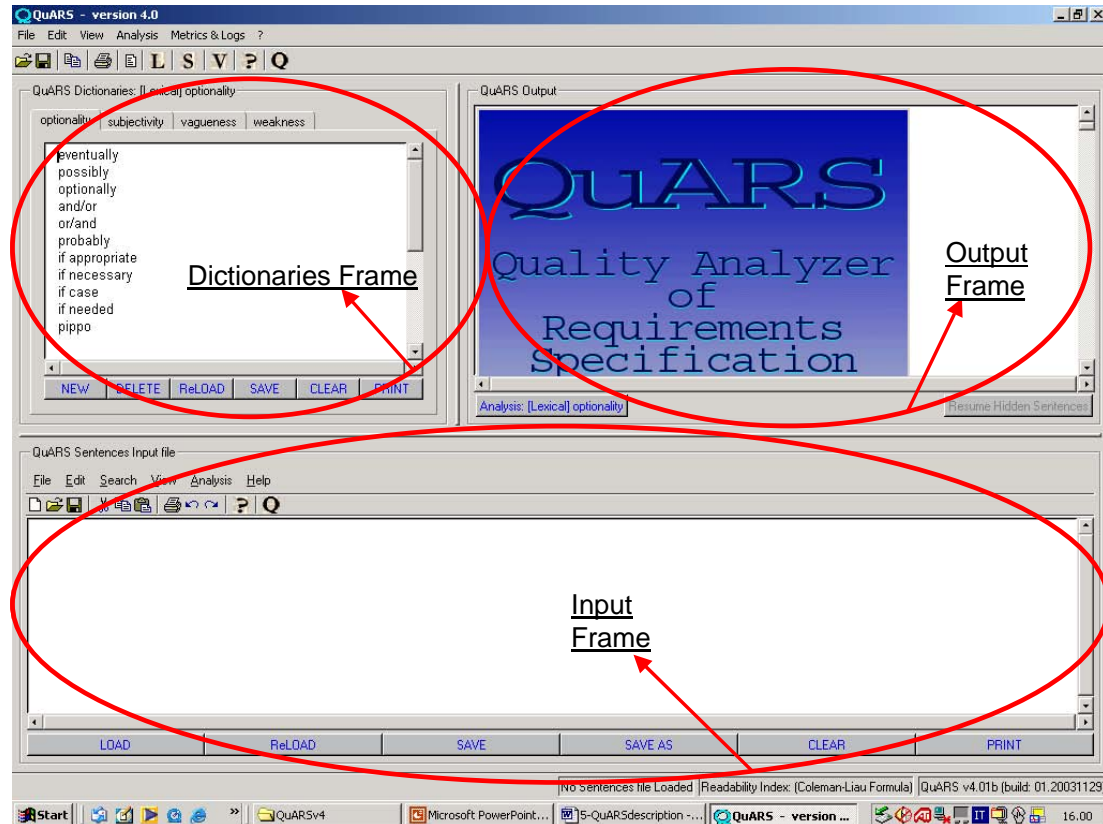 QuARS - version 4.0
File Edit View Analysis Metrics & Logs ?
L S V ? Q
QuARS Dictionaries: [Lexical] optionality
optionality subjectivity vagueness weakness
eventually
possibly
optionally
and/or
or/and
probably
if appropriate
if necessary
if case
if needed
pippo
Dictionaries Frame
NEW DELETE ReLOAD SAVE CLEAR PRINT
QuARS Output
QuARS
Quality Analyzer
of
Requirements
Specification
Output
Frame
Analysis: [Lexical] optionality
Resume Hidden Sentences
QuARS Sentences Input file
File Edit Search View Analysis Help
? Q
Input
Frame
LOAD ReLOAD SAVE SAVE AS CLEAR PRINT
No Sentences file Loaded Readability Index: (Coleman-Liau Formula) QuARS v4.01b (build: 01.20031129
Start » QuARSv4 Microsoft PowerPoint... 5-QuARSdescription -... QuARS - version ... 16.00